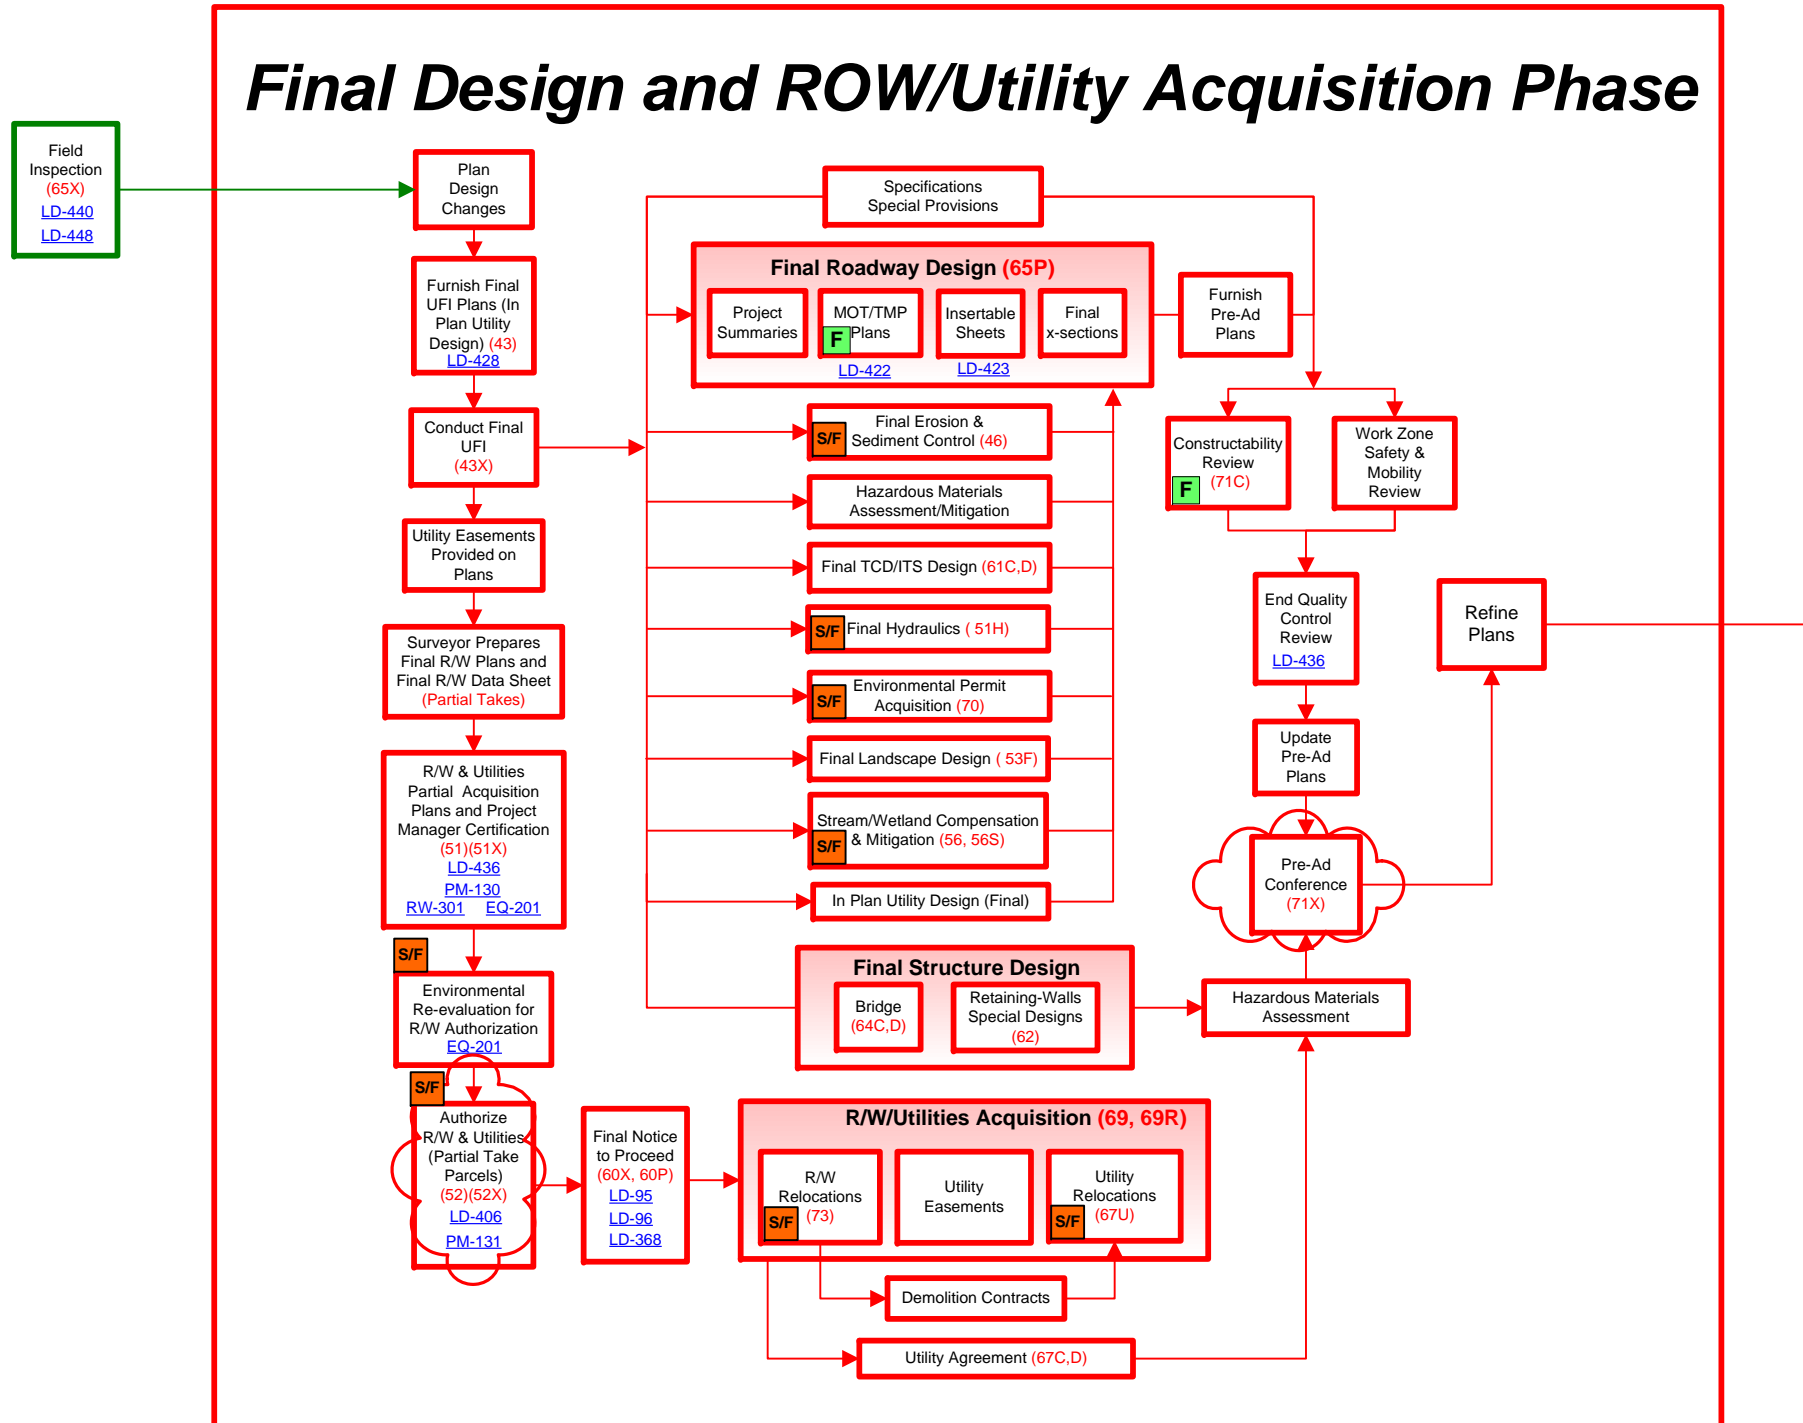 Final Design and ROW/Utility Acquisition Phase
Field
Inspection
(65X)
LD-440
LD-448
Plan
Design
Changes
Furnish Final
UFI Plans (In
Plan Utility
Design) (43)
LD-428
Conduct Final
UFI
(43X)
Utility Easements
Provided on
Plans
Surveyor Prepares
Final R/W Plans and
Final R/W Data Sheet
(Partial Takes)
R/W & Utilities
Partial Acquisition
Plans and Project
Manager Certification
(51)(51X)
LD-436
PM-130
RW-301 EQ-201
S/F
Environmental
Re-evaluation for
R/W Authorization
EQ-201
S/F
Authorize
R/W & Utilities
(Partial Take
Parcels)
(52)(52X)
LD-406
PM-131
Final Notice
to Proceed
(60X, 60P)
LD-95
LD-96
LD-368
Specifications
Special Provisions
Final Roadway Design (65P)
Project
Summaries
MOT/TMP
Plans
F
LD-422
Insertable
Sheets
LD-423
Final
x-sections
Final Erosion &
Sediment Control (46)
S/F
Hazardous Materials
Assessment/Mitigation
Final TCD/ITS Design (61C,D)
S/F
Final Hydraulics ( 51H)
Environmental Permit
Acquisition (70)
S/F
Final Landscape Design ( 53F)
Stream/Wetland Compensation
& Mitigation (56, 56S)
S/F
In Plan Utility Design (Final)
Final Structure Design
Bridge
(64C,D)
Retaining-Walls
Special Designs
(62)
R/W/Utilities Acquisition (69, 69R)
R/W
Relocations
(73)
S/F
Utility
Easements
Utility
Relocations
(67U)
S/F
Demolition Contracts
Utility Agreement (67C,D)
Furnish
Pre-Ad
Plans
Constructability
Review
(71C)
F
Work Zone
Safety &
Mobility
Review
End Quality
Control
Review
LD-436
Update
Pre-Ad
Plans
Pre-Ad
Conference
(71X)
Hazardous Materials
Assessment
Refine
Plans